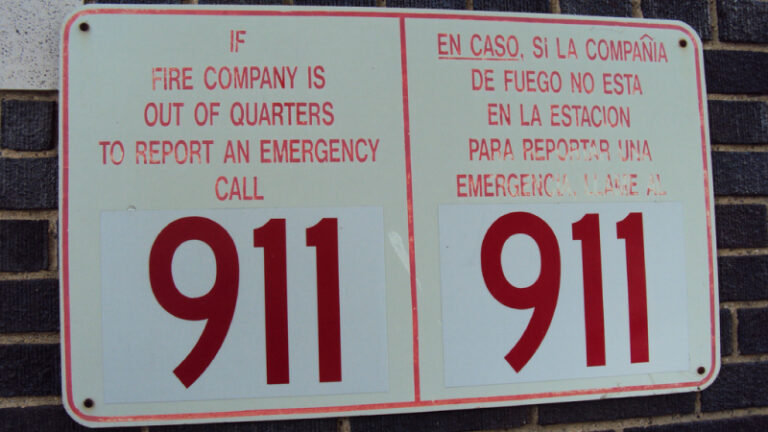 IF
FIRE COMPANY IS
OUT OF QUARTERS
TO REPORT AN EMERGENCY
CALL
911
EN CASO, SI LA COMPAÑIA
DE FUEGO NO ESTA
EN LA ESTACION
PARA REPORTAR UNA
EMERGENCIA, LLAME AL
911